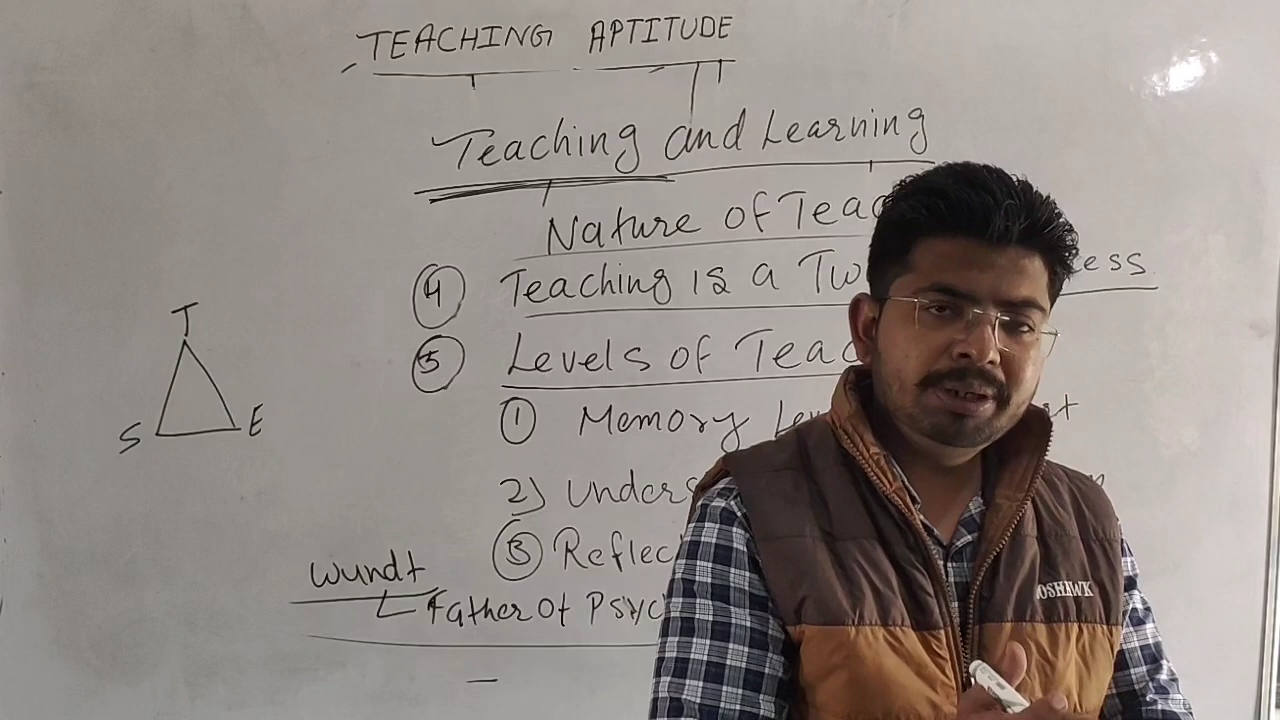 TEACHING APTITUDE
Teaching and Learning
Nature of Teac
④ Teaching is a Tw ess
⑤ Levels of Teac
① Memory Lev
2) Unders
③ Reflec
T
S E
Wundt
Father of Psyc
OSHAWK